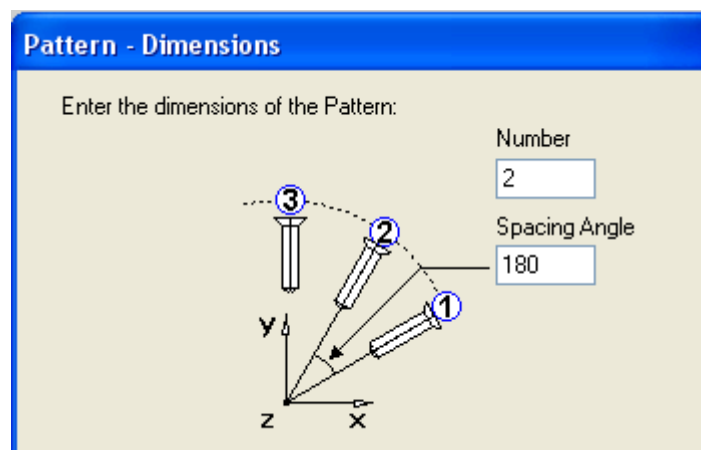 Pattern - Dimensions
Enter the dimensions of the Pattern:
Number
2
Spacing Angle
180
3
2
1
Y
Z
X